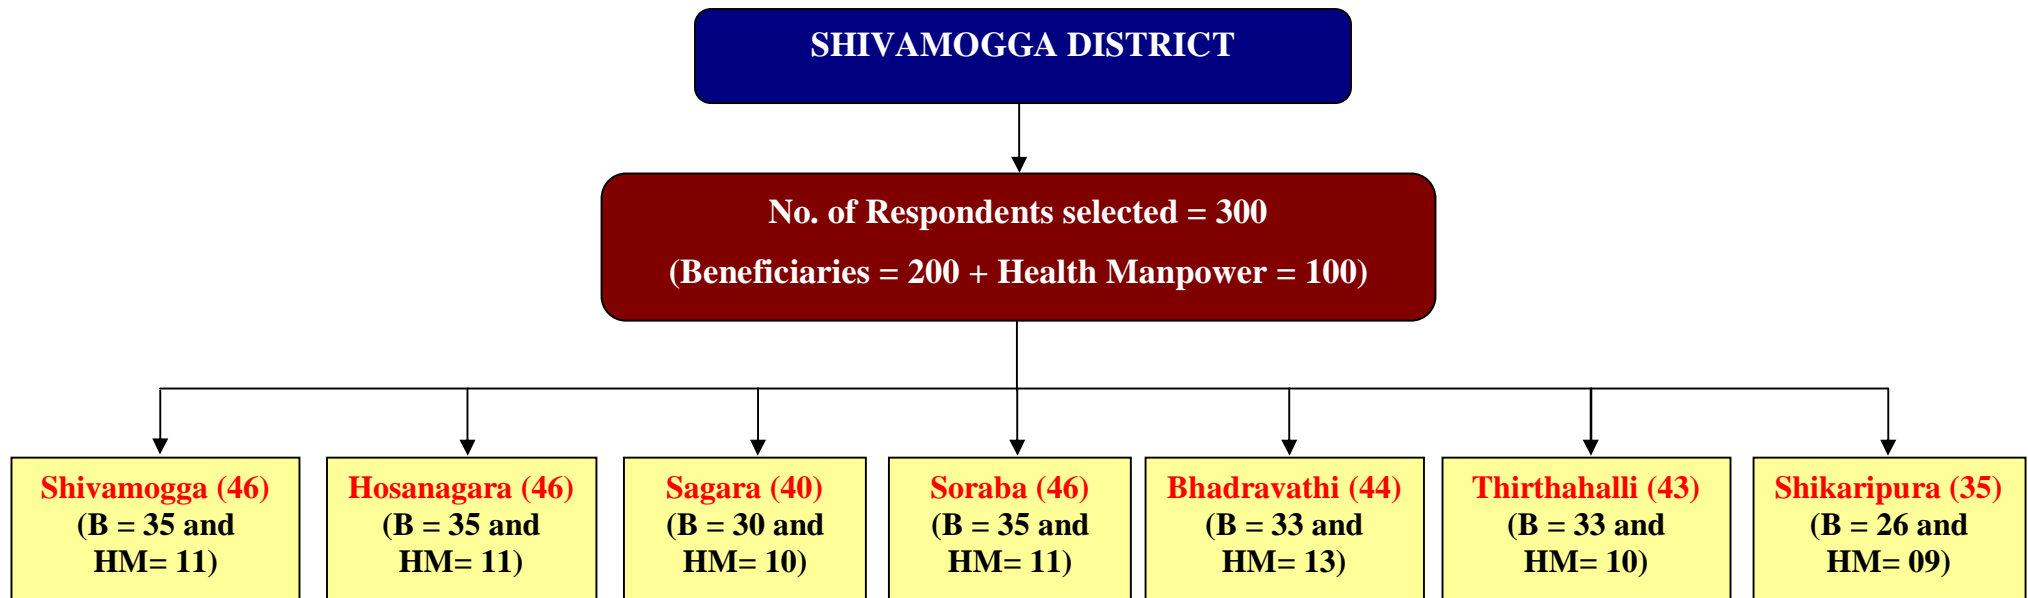 SHIVAMOGGA DISTRICT
No. of Respondents selected = 300
(Beneficiaries = 200 + Health Manpower = 100)
Shivamogga (46)
(B = 35 and
HM= 11)
Hosanagara (46)
(B = 35 and
HM= 11)
Sagara (40)
(B = 30 and
HM= 10)
Soraba (46)
(B = 35 and
HM= 11)
Bhadravathi (44)
(B = 33 and
HM= 13)
Thirthahalli (43)
(B = 33 and
HM= 10)
Shikaripura (35)
(B = 26 and
HM= 09)